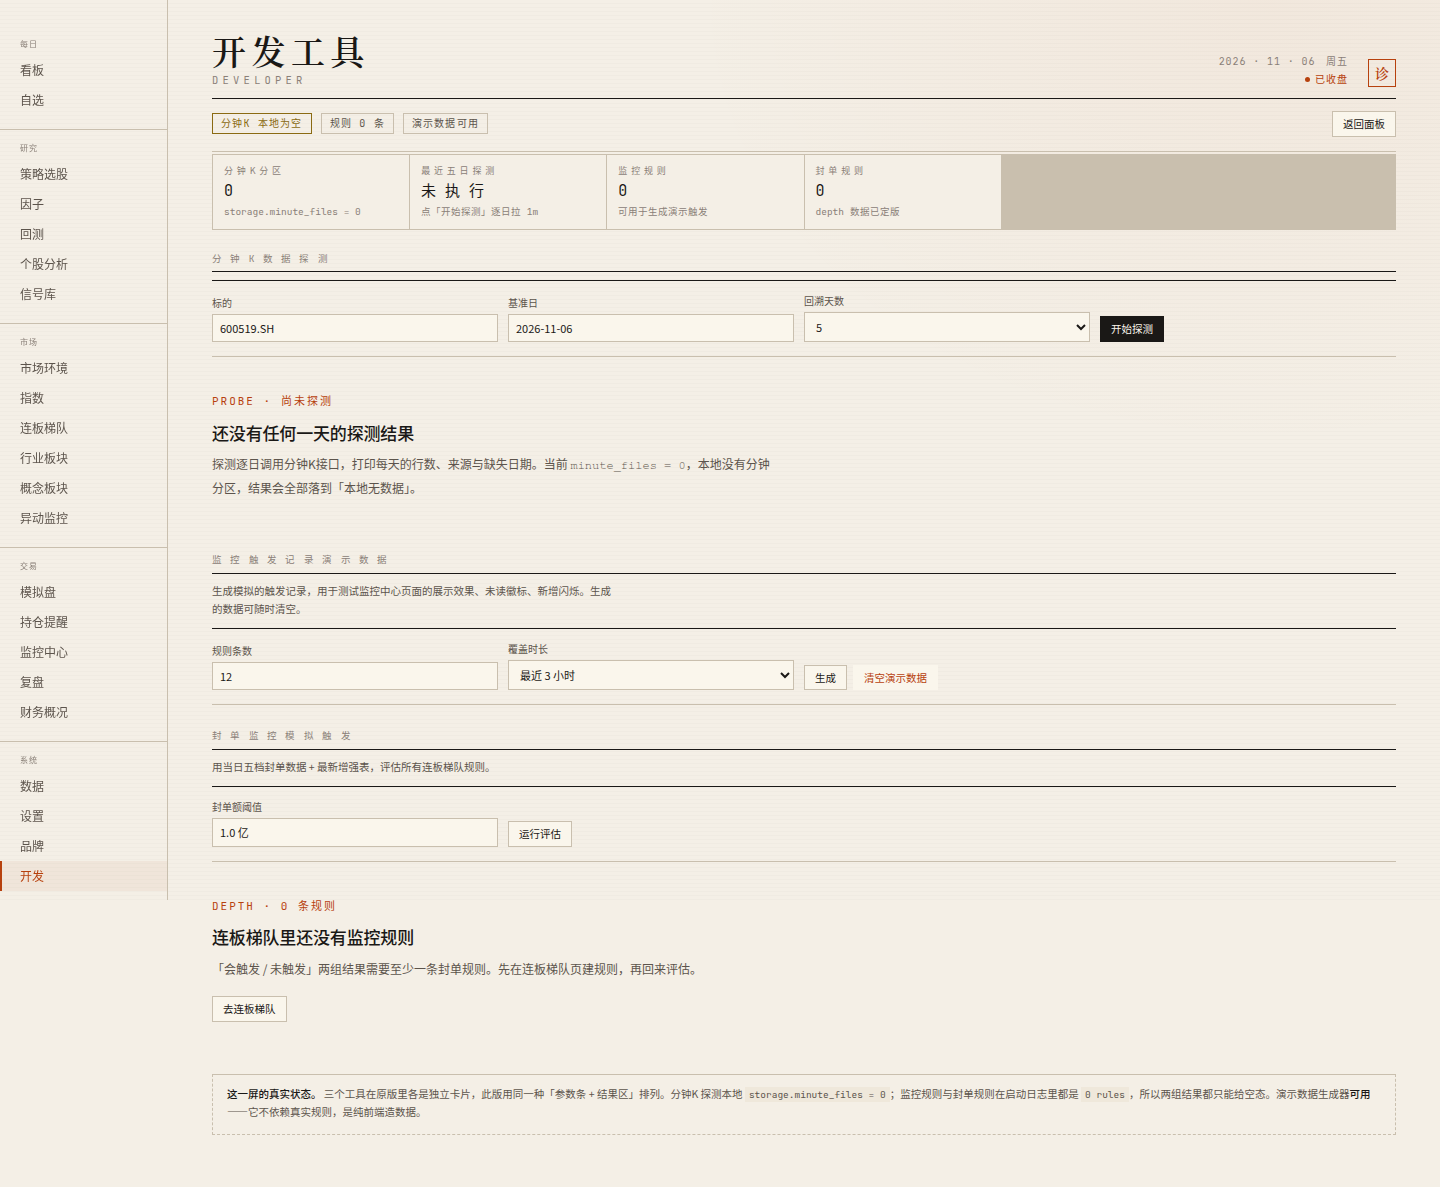 每日
看板
自选
研究
策略选股
因子
回测
个股分析
信号库
市场
市场环境
指数
连板梯队
行业板块
概念板块
异动监控
交易
模拟盘
持仓提醒
监控中心
复盘
财务概况
系统
数据
设置
品牌
开发
开发工具
DEVELOPER
2026 · 11 · 06 周五
已收盘
诊
分钟K 本地为空
规则 0 条
演示数据可用
返回面板
分钟K分区
0
storage.minute_files = 0
最近五日探测
未执行
点「开始探测」逐日拉 1m
监控规则
0
可用于生成演示触发
封单规则
0
depth 数据已定版
分钟K数据探测
标的
600519.SH
基准日
2026-11-06
回溯天数
5
开始探测
PROBE · 尚未探测
还没有任何一天的探测结果
探测逐日调用分钟K接口，打印每天的行数、来源与缺失日期。当前 minute_files = 0，本地没有分钟
分区，结果会全部落到「本地无数据」。
监控触发记录演示数据
生成模拟的触发记录，用于测试监控中心页面的展示效果、未读徽标、新增闪烁。生成
的数据可随时清空。
规则条数
12
覆盖时长
最近 3 小时
生成
清空演示数据
封单监控模拟触发
用当日五档封单数据 + 最新增强表，评估所有连板梯队规则。
封单额阈值
1.0 亿
运行评估
DEPTH · 0 条规则
连板梯队里还没有监控规则
「会触发 / 未触发」两组结果需要至少一条封单规则。先在连板梯队页建规则，再回来评估。
去连板梯队
这一屏的真实状态。 三个工具在原版里各是独立卡片，此版用同一种「参数条 + 结果区」排列。分钟K 探测本地 storage.minute_files = 0 ；监控规则与封单规则在启动日志里都是 0 rules ，所以两组结果都只能给空态。演示数据生成器可用
——它不依赖真实规则，是纯前端造数据。